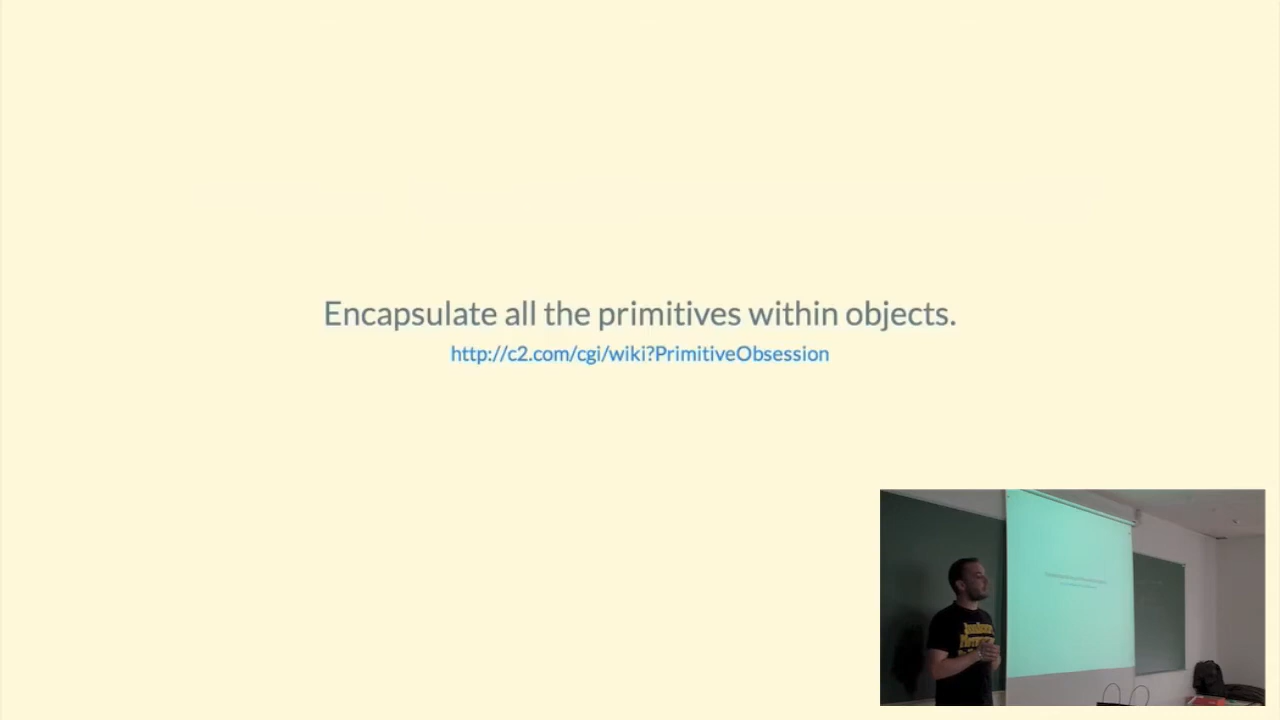 Encapsulate all the primitives within objects.
http://c2.com/cgi/wiki?PrimitiveObsession